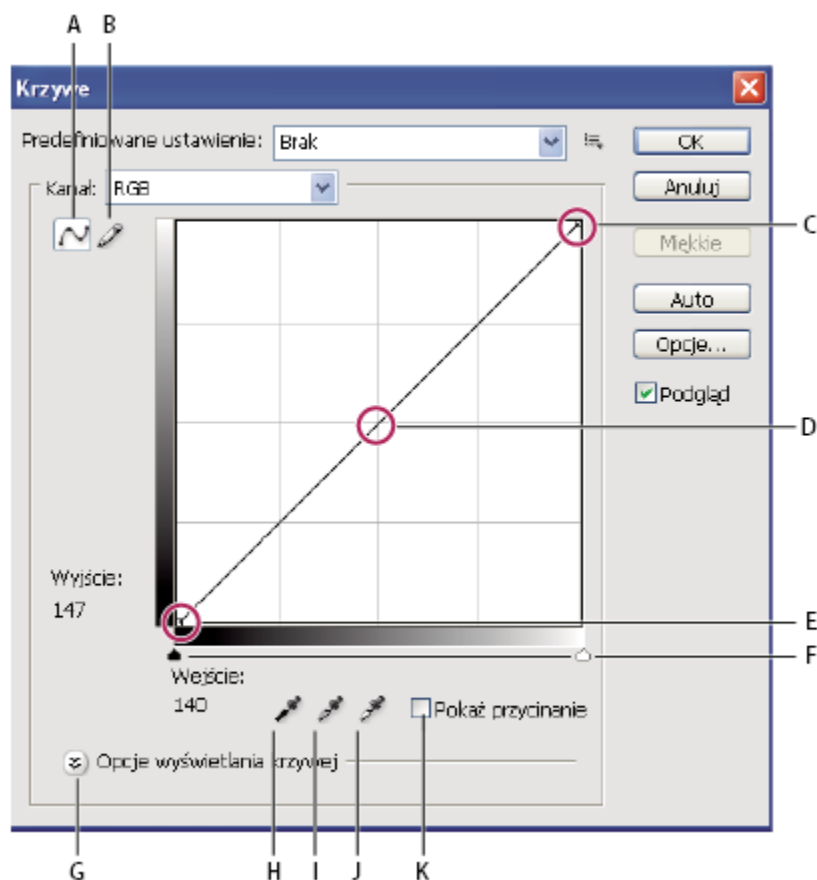 A B
Krzywe
Predefiniowane ustawienie: Brak OK
Kanał: RGB Anuluj
C
Miękkie
Auto
Opcje...
Podgląd
D
Wyjście:
147
E
F
Wejście:
140 Pokaż przycinanie
Opcje wyświetlania krzywej
G H I J K